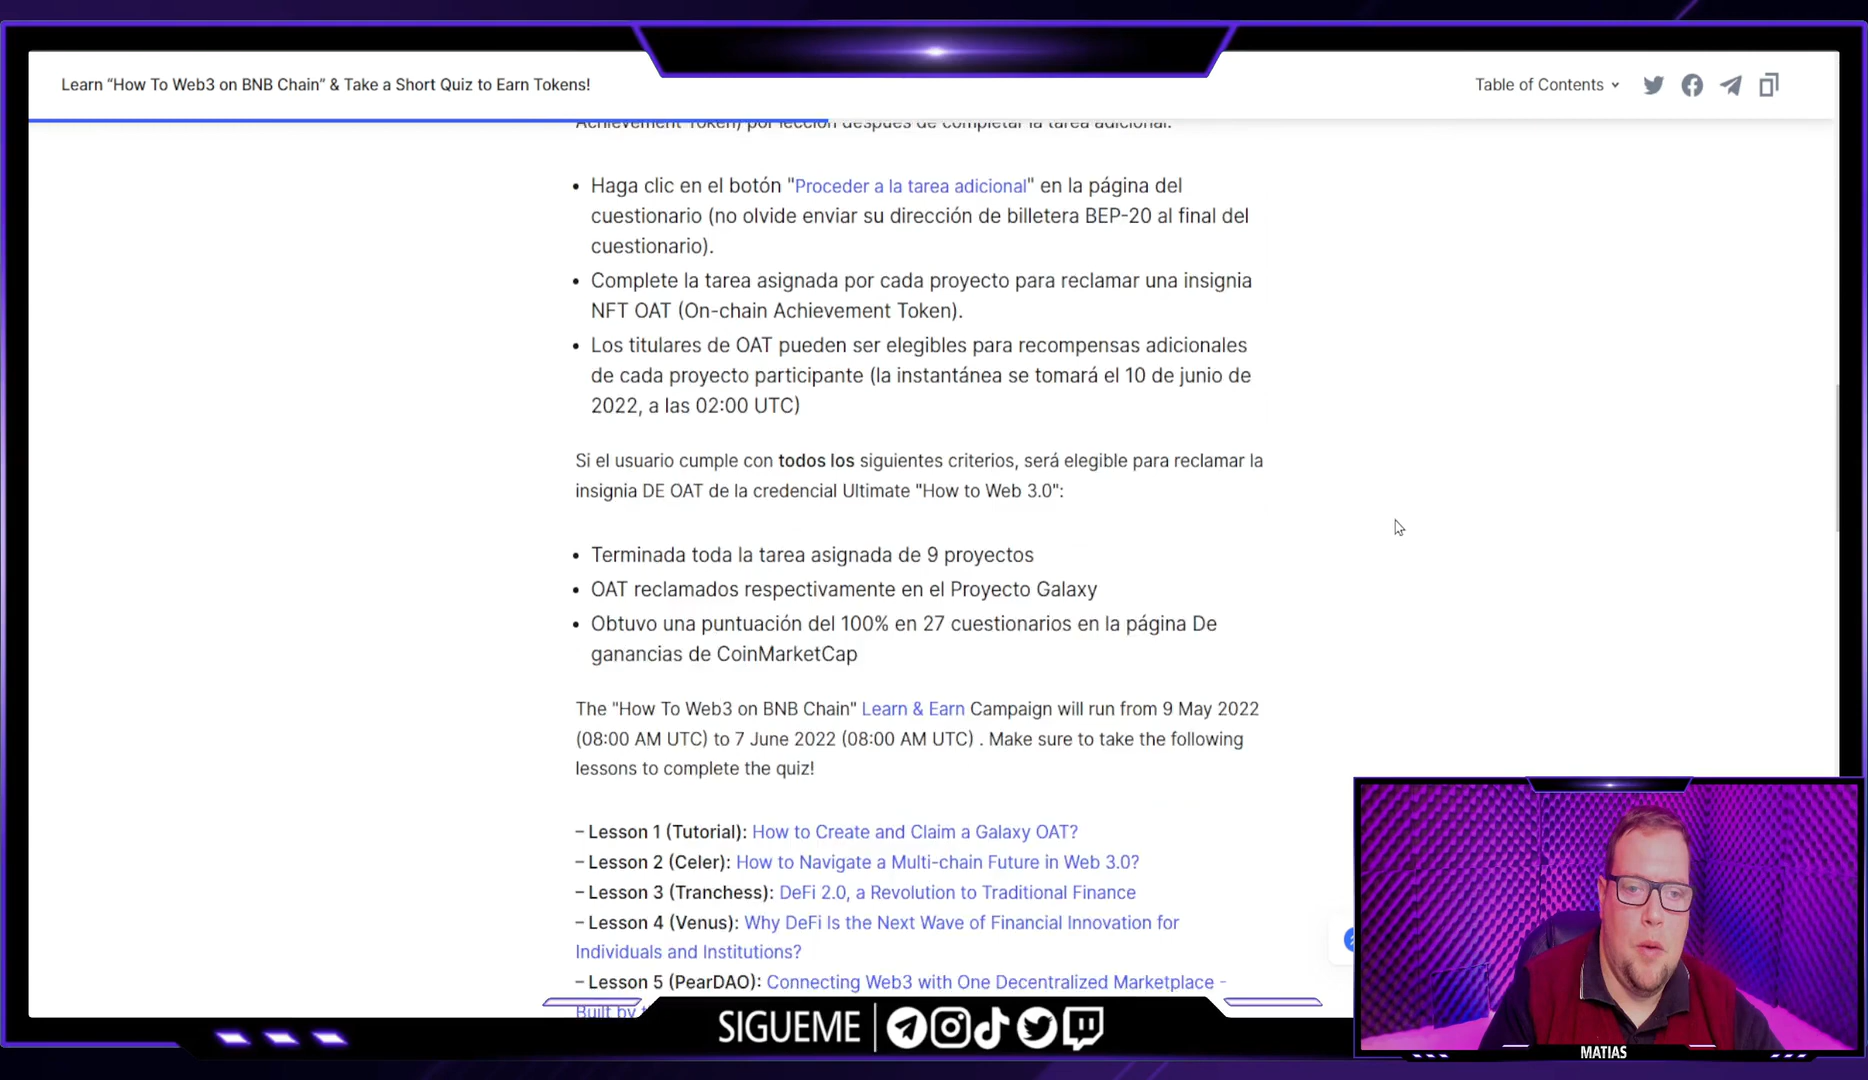 Learn “How To Web3 on BNB Chain” & Take a Short Quiz to Earn Tokens!
Table of Contents
Achievement Token) por lección después de completar la tarea adicional.
• Haga clic en el botón "Proceder a la tarea adicional" en la página del
cuestionario (no olvide enviar su dirección de billetera BEP-20 al final del
cuestionario).
• Complete la tarea asignada por cada proyecto para reclamar una insignia
NFT OAT (On-chain Achievement Token).
• Los titulares de OAT pueden ser elegibles para recompensas adicionales
de cada proyecto participante (la instantánea se tomará el 10 de junio de
2022, a las 02:00 UTC)
Si el usuario cumple con todos los siguientes criterios, será elegible para reclamar la
insignia DE OAT de la credencial Ultimate "How to Web 3.0":
• Terminada toda la tarea asignada de 9 proyectos
• OAT reclamados respectivamente en el Proyecto Galaxy
• Obtuvo una puntuación del 100% en 27 cuestionarios en la página De
ganancias de CoinMarketCap
The "How To Web3 on BNB Chain" Learn & Earn Campaign will run from 9 May 2022
(08:00 AM UTC) to 7 June 2022 (08:00 AM UTC) . Make sure to take the following
lessons to complete the quiz!
– Lesson 1 (Tutorial): How to Create and Claim a Galaxy OAT?
– Lesson 2 (Celer): How to Navigate a Multi-chain Future in Web 3.0?
– Lesson 3 (Tranchess): DeFi 2.0, a Revolution to Traditional Finance
– Lesson 4 (Venus): Why DeFi Is the Next Wave of Financial Innovation for
Individuals and Institutions?
– Lesson 5 (PearDAO): Connecting Web3 with One Decentralized Marketplace -
Built by
SIGUEME
MATIAS